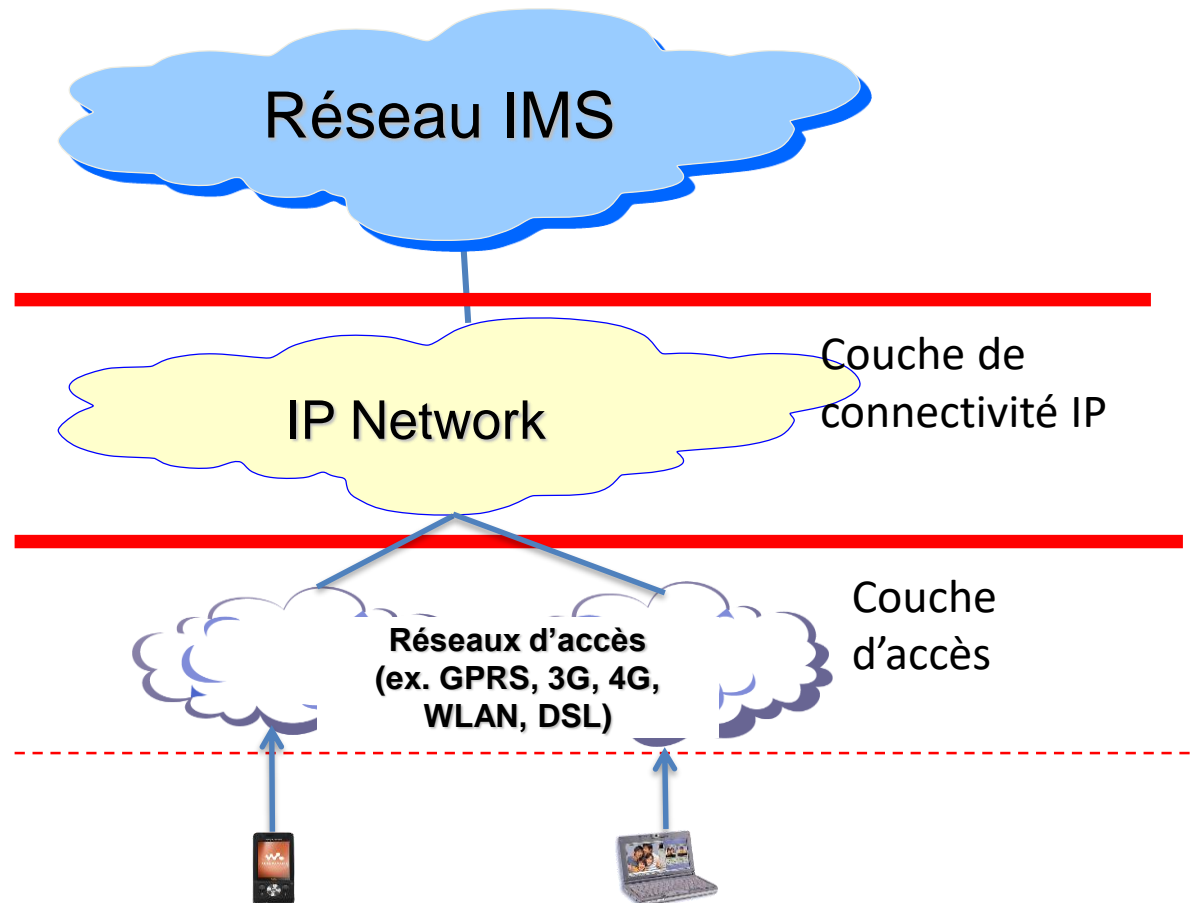 Réseau IMS
Couche de
connectivité IP
IP Network
Couche
d’accès
Réseaux d’accès
(ex. GPRS, 3G, 4G,
WLAN, DSL)